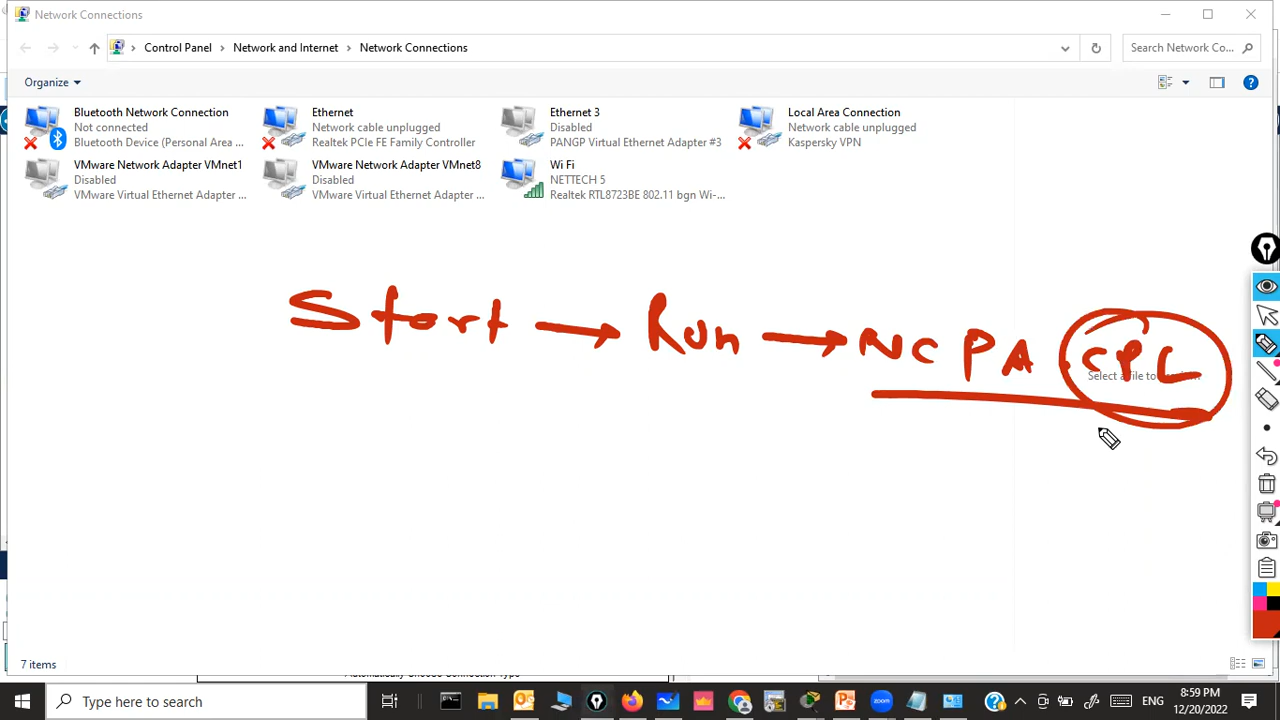 Network Connections
Control Panel > Network and Internet > Network Connections
Search Network Co...
Organize
Bluetooth Network Connection
Not connected
Bluetooth Device (Personal Area ...
Ethernet
Network cable unplugged
Realtek PCIe FE Family Controller
Ethernet 3
Disabled
PANGP Virtual Ethernet Adapter #3
Local Area Connection
Network cable unplugged
Kaspersky VPN
VMware Network Adapter VMnet1
Disabled
VMware Virtual Ethernet Adapter ...
VMware Network Adapter VMnet8
Disabled
VMware Virtual Ethernet Adapter ...
Wi Fi
NETTECH 5
Realtek RTL8723BE 802.11 bgn Wi-...
Start → Run → NCPA.CPL
Select a file to
7 items
Type here to search
8:59 PM
12/20/2022